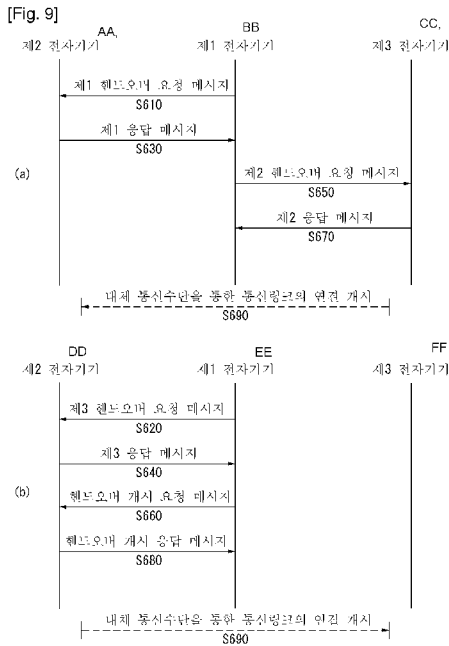 [Fig. 9]
AA,
BB
CC,
제2 전자기기
제1 전자기기
제3 전자기기
제1 핸드오버 요청 메시지
S610
제1 응답 메시지
S630
(a)
제2 핸드오버 요청 메시지
S650
제2 응답 메시지
S670
대체 통신수단을 통한 통신링크의 연결 개시
S690
DD
EE
FF
제2 전자기기
제1 전자기기
제3 전자기기
제3 핸드오버 요청 메시지
S620
제3 응답 메시지
S640
(b)
핸드오버 개시 요청 메시지
S660
핸드오버 개시 응답 메시지
S680
대체 통신수단을 통한 통신링크의 연결 개시
S690